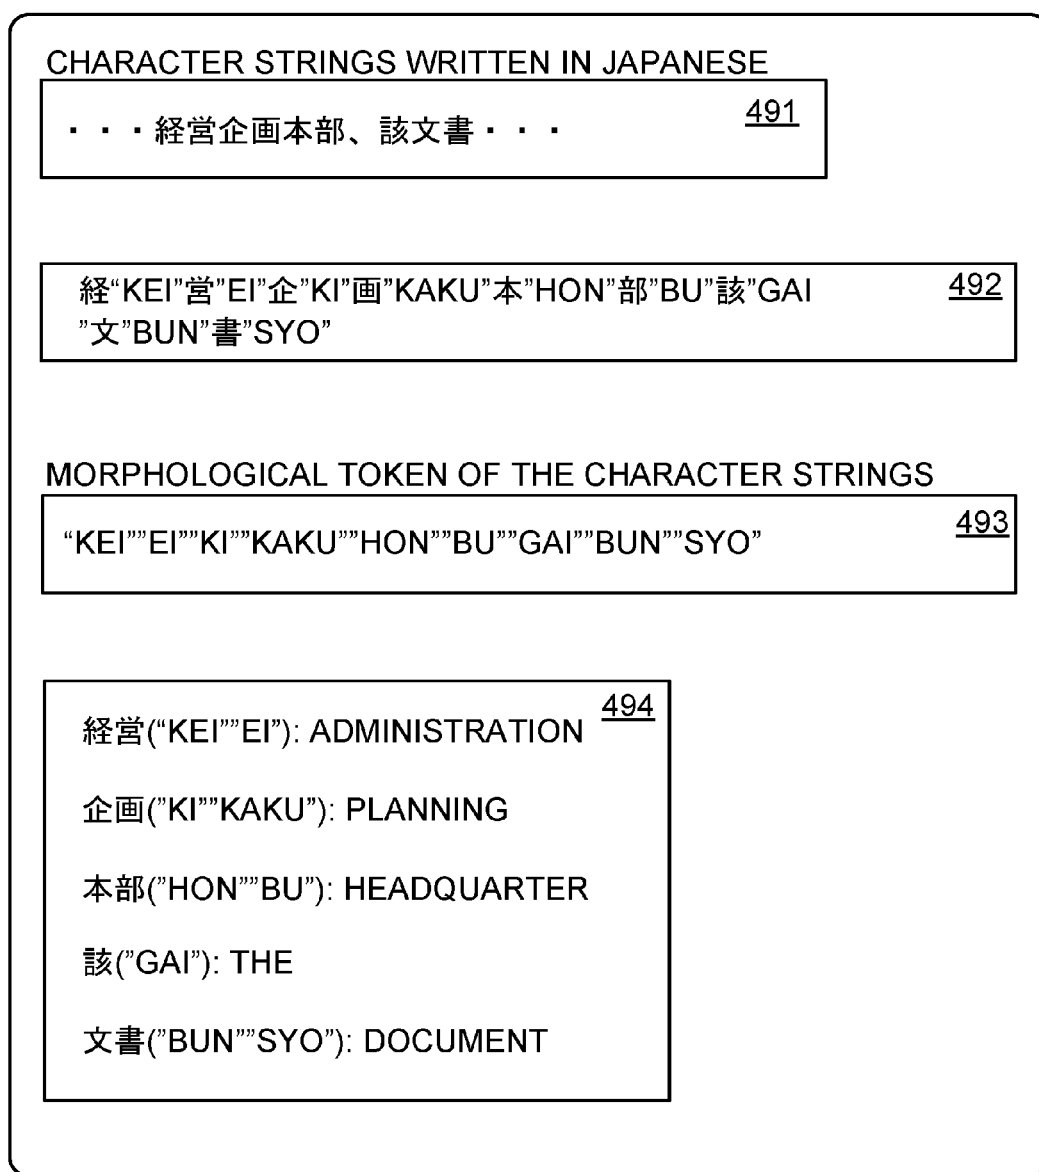 CHARACTER STRINGS WRITTEN IN JAPANESE
・・・経営企画本部、該文書・・・ 491
経“KEI”営”EI”企”KI”画”KAKU”本”HON”部”BU”該”GAI 492
”文”BUN”書”SYO”
MORPHOLOGICAL TOKEN OF THE CHARACTER STRINGS
“KEI””EI””KI””KAKU””HON””BU””GAI””BUN””SYO” 493
494
経営(“KEI””EI”): ADMINISTRATION
企画(”KI””KAKU”): PLANNING
本部(”HON””BU”): HEADQUARTER
該(”GAI”): THE
文書(”BUN””SYO”): DOCUMENT